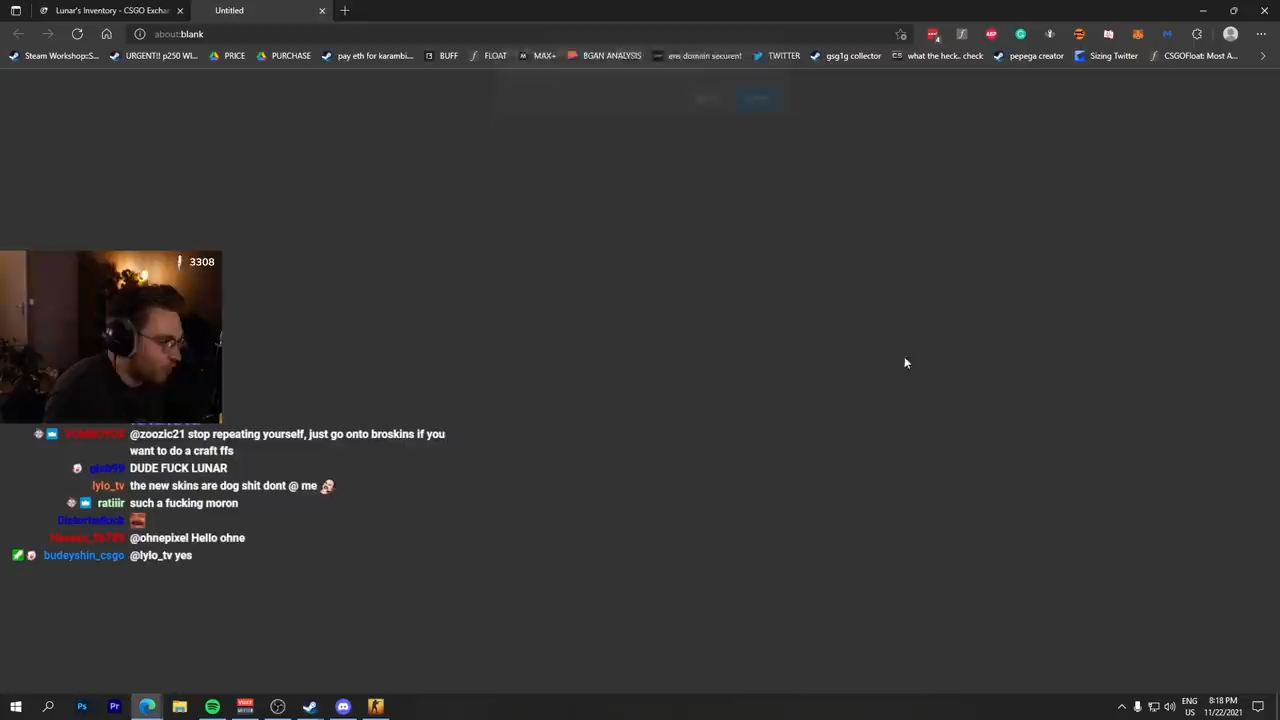 Lunar's Inventory - CSGO Exchan
Untitled
about:blank
Steam Workshop:S...
URGENT!! p250 WI...
PRICE
PURCHASE
pay eth for karambi...
BUFF
FLOAT
MAX+
BGAN ANALYSIS
ens domain securen!
TWITTER
gsg1g collector
what the heck.. check
pepega creator
Sizing Twitter
CSGOFloat: Most A...
3308
@zoozic21 stop repeating yourself, just go onto broskins if you
want to do a craft ffs
DUDE FUCK LUNAR
lylo_tv the new skins are dog shit dont @ me
ratiiir such a fucking moron
@ohnepixel Hello ohne
budeyshin_csgo @lylo_tv yes
ENG
US
8:18 PM
11/22/2021